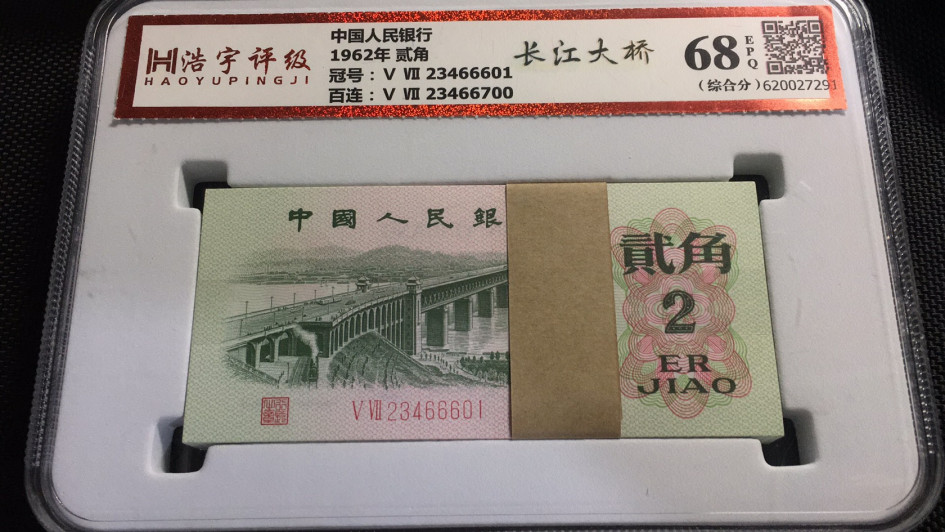 浩宇评级
HAOYUPINGJI
中国人民银行
1962年 贰角
冠号：V Ⅶ 23466601
百连：V Ⅶ 23466700
长江大桥
68
EPQ
（综合分）620027291
中國人民銀
貳角
2
ER
JIAO
V Ⅶ 23466601